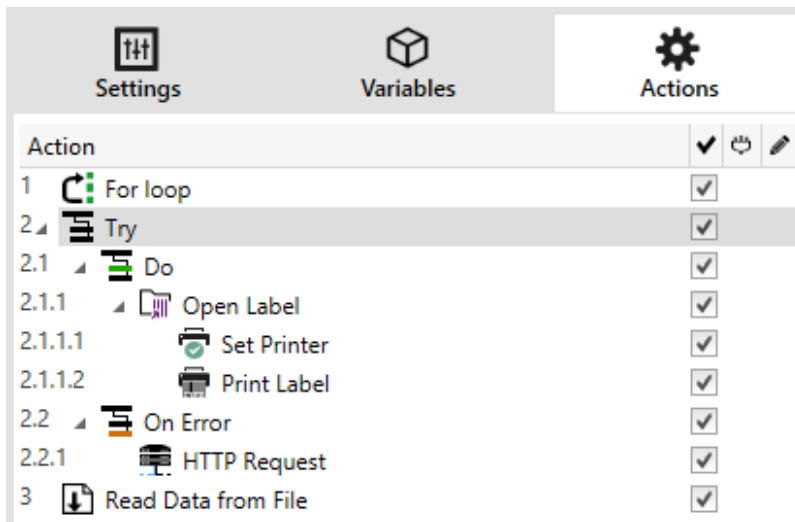 Settings Variables Actions
Action
1 For loop
2 Try
2.1 Do
2.1.1 Open Label
2.1.1.1 Set Printer
2.1.1.2 Print Label
2.2 On Error
2.2.1 HTTP Request
3 Read Data from File